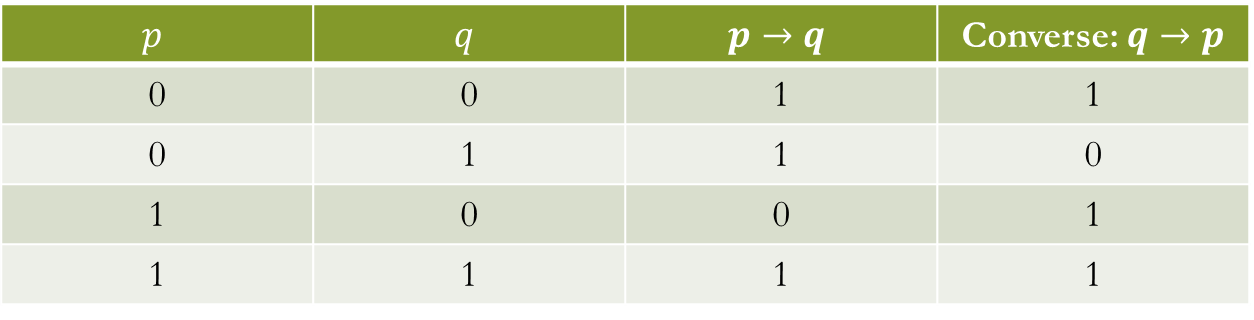 p q p → q Converse: q → p
0 0 1 1
0 1 1 0
1 0 0 1
1 1 1 1